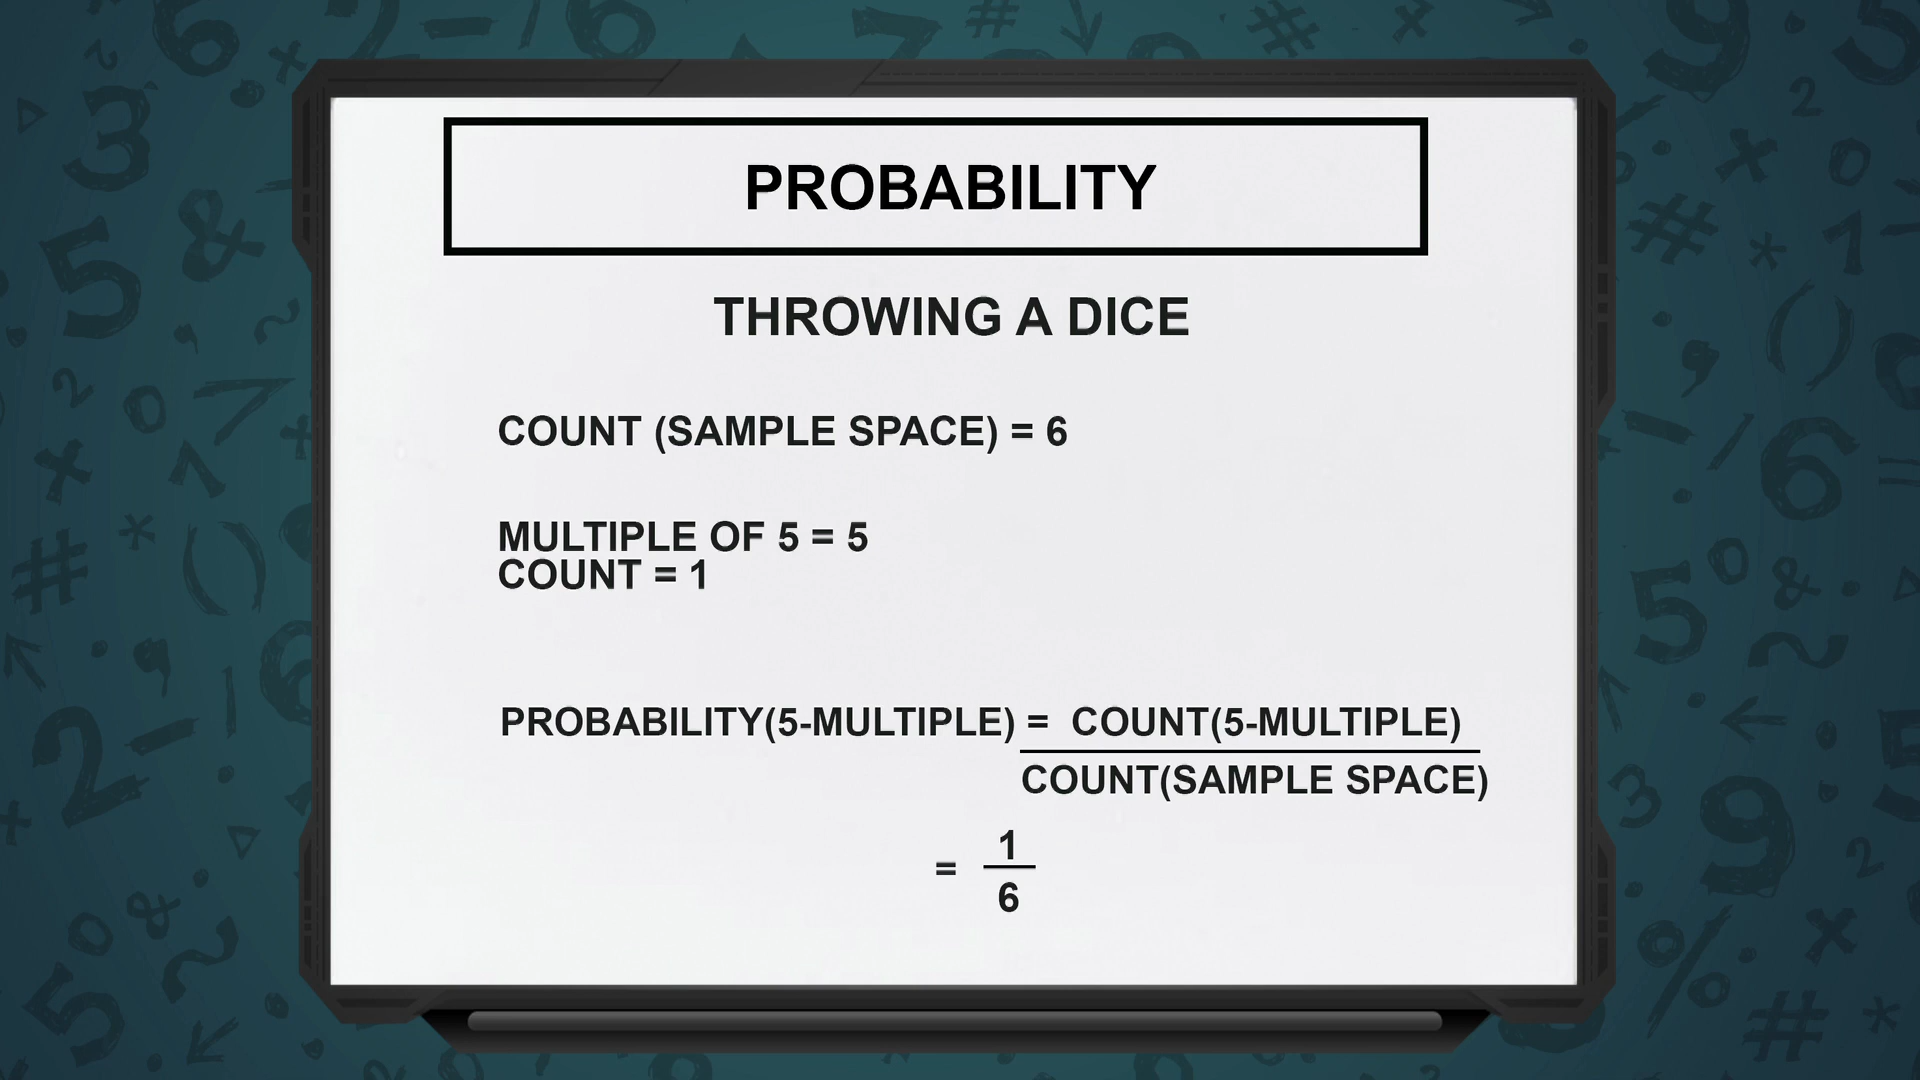 PROBABILITY
THROWING A DICE
COUNT (SAMPLE SPACE) = 6
MULTIPLE OF 5 = 5
COUNT = 1
PROBABILITY(5-MULTIPLE) = COUNT(5-MULTIPLE)
COUNT(SAMPLE SPACE)
= 1
6